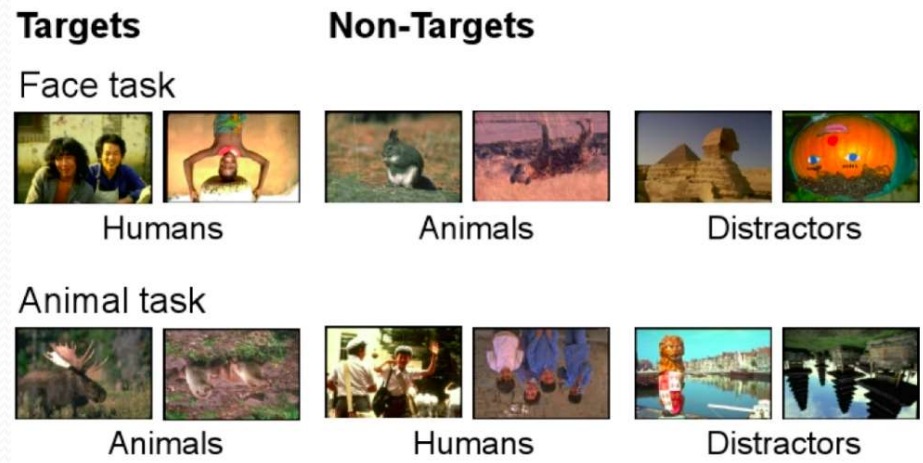 Targets
Non-Targets
Face task
Humans
Animals
Distractors
Animal task
Animals
Humans
Distractors